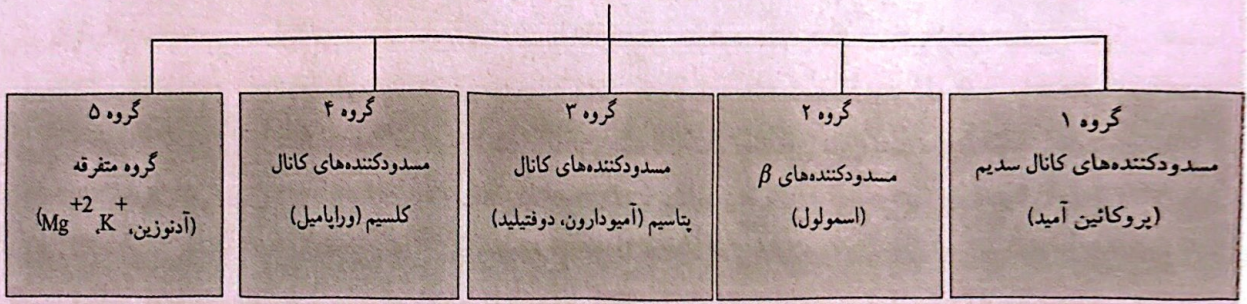 گروه ۱
مسدودکننده‌های کانال سدیم
(پروکائین آمید)
گروه ۲
مسدودکننده‌های β
(اسمولول)
گروه ۳
مسدودکننده‌های کانال
پتاسیم (آمیودارون، دوفتیلید)
گروه ۴
مسدودکننده‌های کانال
کلسیم (وراپامیل)
گروه ۵
گروه متفرقه
(آدنوزین، K⁺, Mg⁺²)